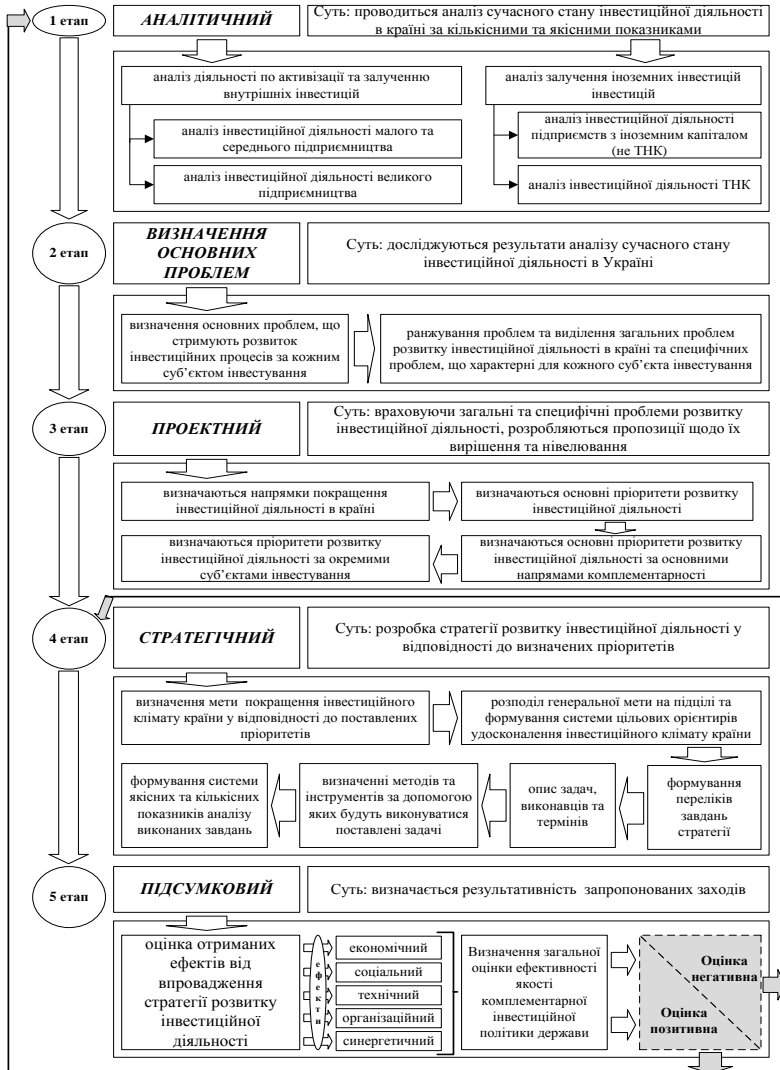 1 етап
АНАЛІТИЧНИЙ
Суть: проводиться аналіз сучасного стану інвестиційної діяльності
в країні за кількісними та якісними показниками
аналіз діяльності по активізації та залученню
внутрішніх інвестицій
аналіз інвестиційної діяльності малого та
середнього підприємництва
аналіз інвестиційної діяльності великого
підприємництва
аналіз залучення іноземних інвестицій
інвестицій
аналіз інвестиційної діяльності
підприємств з іноземним капіталом
(не ТНК)
аналіз інвестиційної діяльності ТНК
2 етап
ВИЗНАЧЕННЯ
ОСНОВНИХ
ПРОБЛЕМ
Суть: досліджуються результати аналізу сучасного стану
інвестиційної діяльності в Україні
визначення основних проблем, що
стримують розвиток
інвестиційних процесів за кожним
суб’єктом інвестування
ранжування проблем та виділення загальних проблем
розвитку інвестиційної діяльності в країні та специфічних
проблем, що характерні для кожного суб’єкта інвестування
3 етап
ПРОЕКТНИЙ
Суть: враховуючи загальні та специфічні проблеми розвитку
інвестиційної діяльності, розробляються пропозиції щодо їх
вирішення та нівелювання
визначаються напрямки покращення
інвестиційної діяльності в країні
визначаються основні пріоритети розвитку
інвестиційної діяльності
визначаються основні пріоритети розвитку
інвестиційної діяльності за основними
напрямами комплементарності
визначаються пріоритети розвитку
інвестиційної діяльності за окремими
суб’єктами інвестування
4 етап
СТРАТЕГІЧНИЙ
Суть: розробка стратегії розвитку інвестиційної діяльності у
відповідності до визначених пріоритетів
визначення мети покращення інвестиційного
клімату країни у відповідності до поставлених
пріоритетів
розподіл генеральної мети на підцілі та
формування системи цільових орієнтирів
удосконалення інвестиційного клімату країни
формування
переліків
завдань
стратегії
опис задач,
виконавців та
термінів
визначенні методів та
інструментів за допомогою
яких будуть виконуватися
поставлені задачі
формування системи
якісних та кількісних
показників аналізу
виконаних завдань
5 етап
ПІДСУМКОВИЙ
Суть: визначається результативність запропонованих заходів
оцінка отриманих
ефектів від
впровадження
стратегії розвитку
інвестиційної
діяльності
ефекти
економічний
соціальний
технічний
організаційний
синергетичний
Визначення загальної
оцінки ефективності
якості
комплементарної
інвестиційної
політики держави
Оцінка
негативна
Оцінка
позитивна